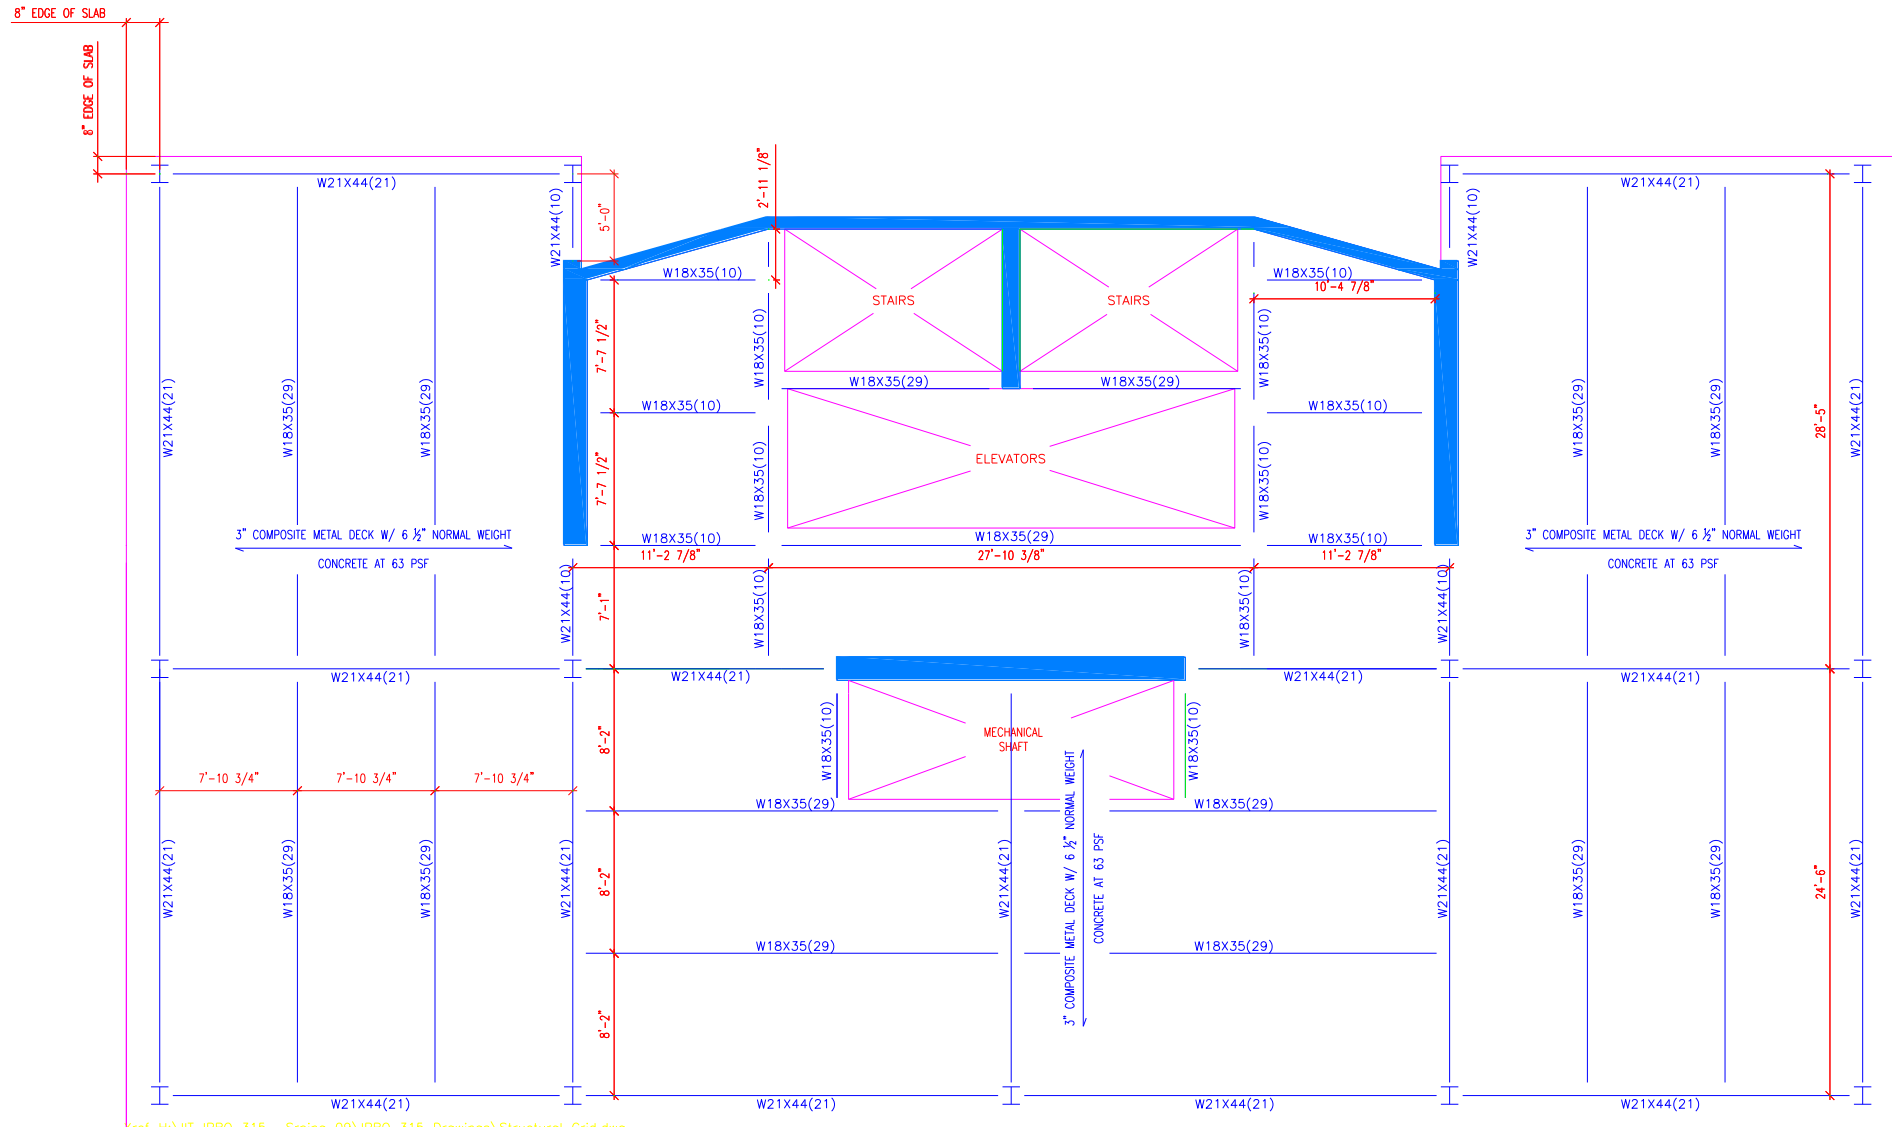 8" EDGE OF SLAB
8" EDGE OF SLAB
W21X44(21)
W21X44(10)
5'-0"
2'-11 1/8"
W21X44(10)
W21X44(21)
W18X35(10)
W18X35(10)
10'-4 7/8"
STAIRS
STAIRS
7'-7 1/2"
W18X35(10)
W18X35(10)
W18X35(29)
W18X35(29)
W18X35(10)
W18X35(10)
W21X44(21)
W18X35(29)
W18X35(29)
W18X35(29)
W18X35(29)
28'-5"
W21X44(21)
ELEVATORS
7'-7 1/2"
W18X35(10)
W18X35(10)
3" COMPOSITE METAL DECK W/ 6 ½" NORMAL WEIGHT
CONCRETE AT 63 PSF
W18X35(10)
W18X35(29)
W18X35(10)
3" COMPOSITE METAL DECK W/ 6 ½" NORMAL WEIGHT
CONCRETE AT 63 PSF
11'-2 7/8"
27'-10 3/8"
11'-2 7/8"
W21X44(10)
7'-1"
W18X35(10)
W18X35(10)
W21X44(10)
W21X44(21)
W21X44(21)
W21X44(21)
W21X44(21)
8'-2"
W18X35(10)
MECHANICAL
SHAFT
W18X35(10)
7'-10 3/4"
7'-10 3/4"
7'-10 3/4"
W18X35(29)
W18X35(29)
W21X44(21)
W18X35(29)
W18X35(29)
W21X44(21)
8'-2"
W21X44(21)
3" COMPOSITE METAL DECK W/ 6 ½" NORMAL WEIGHT
CONCRETE AT 63 PSF
W21X44(21)
W18X35(29)
W18X35(29)
24'-6"
W21X44(21)
W18X35(29)
W18X35(29)
8'-2"
W21X44(21)
W21X44(21)
W21X44(21)
W21X44(21)